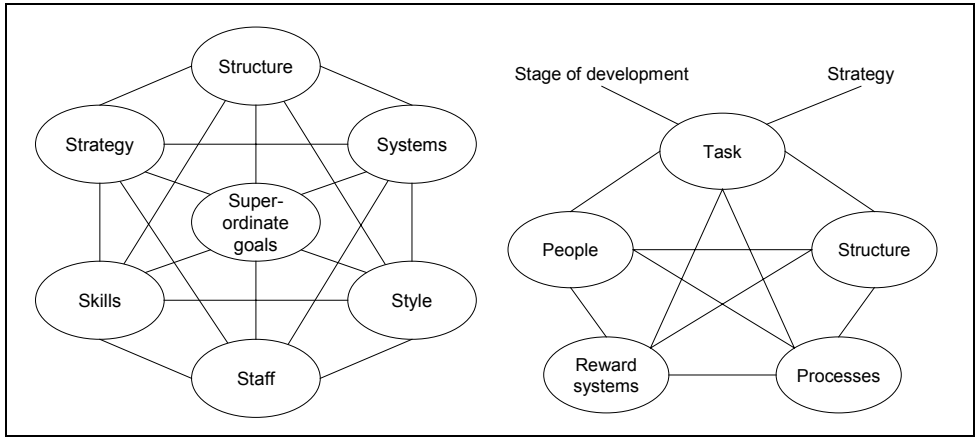 Structure
Strategy
Systems
Super-
ordinate
goals
Skills
Style
Staff
Stage of development
Strategy
Task
People
Structure
Reward
systems
Processes